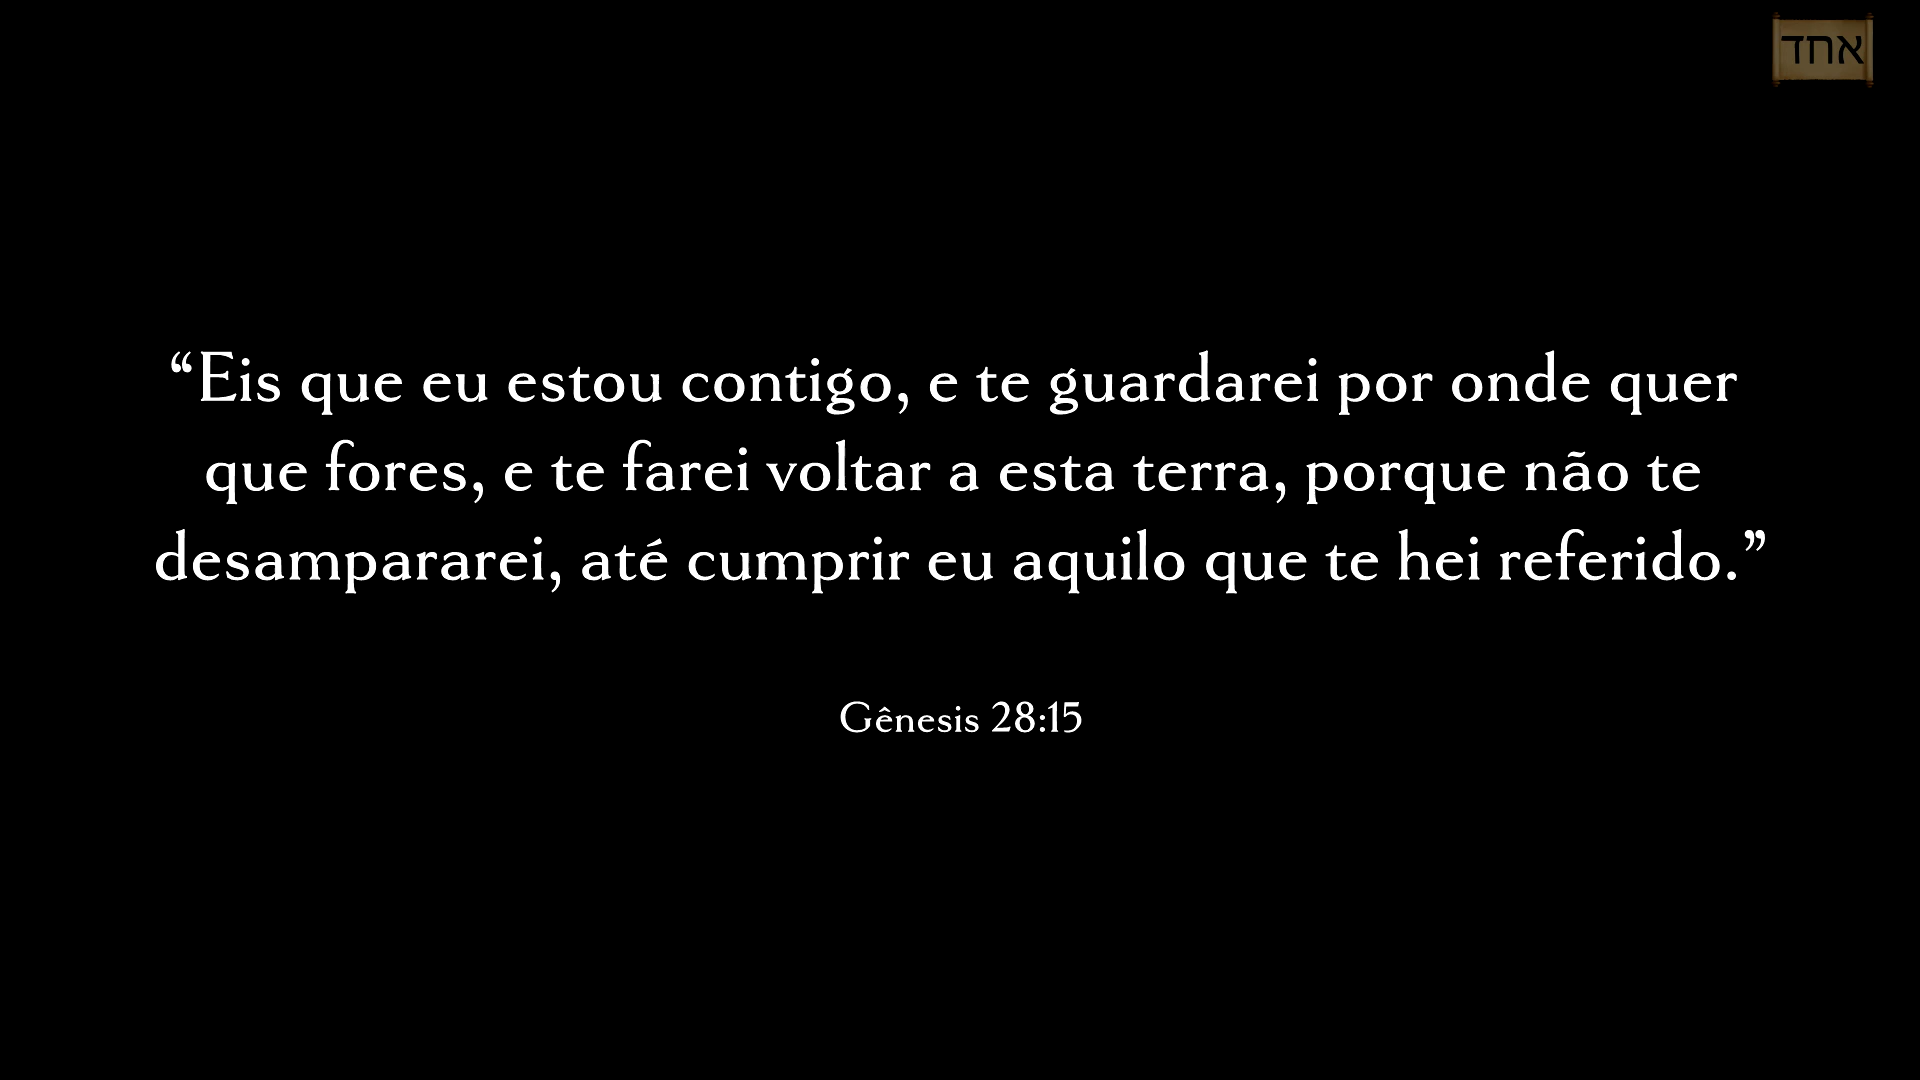 אחד
“Eis que eu estou contigo, e te guardarei por onde quer
que fores, e te farei voltar a esta terra, porque não te
desampararei, até cumprir eu aquilo que te hei referido.”
Gênesis 28:15